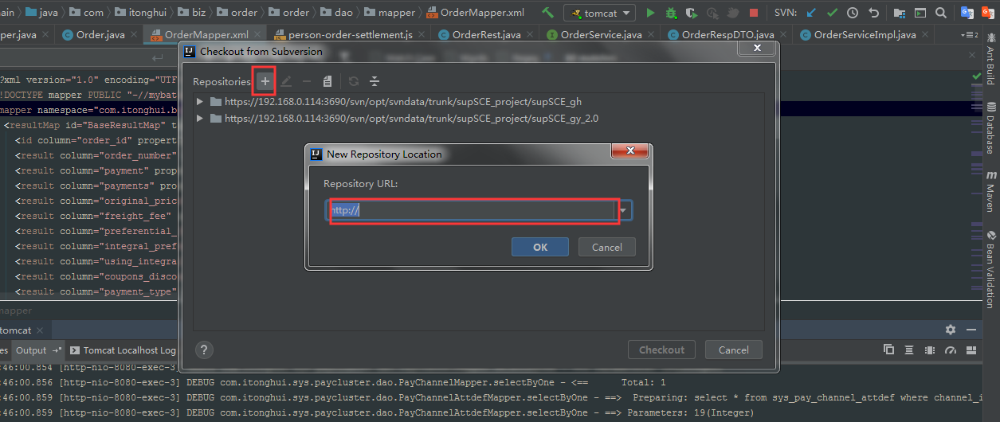 ain java com itonghui biz order order dao mapper OrderMapper.xml tomcat SVN:
per.java Order.java OrderMapper.xml person-order-settlement.js OrderRest.java OrderService.java OrderRespDTO.java OrderServiceImpl.java 2
Checkout from Subversion
Repositories
https://192.168.0.114:3690/svn/opt/svndata/trunk/supSCE_project/supSCE_gh
https://192.168.0.114:3690/svn/opt/svndata/trunk/supSCE_project/supSCE_gy_2.0
New Repository Location
Repository URL:
http://
OK Cancel
? Checkout Cancel
?xml version="1.0" encoding="UTF
!DOCTYPE mapper PUBLIC "-//mybat
mapper namespace="com.itonghui.b
<resultMap id="BaseResultMap" t
<id column="order_id" propert
<result column="order_number"
<result column="payment" prop
<result column="payments" pro
<result column="original_pric
<result column="freight_fee"
<result column="preferential_
<result column="integral_pref
<result column="using_integra
<result column="coupons_disco
<result column="payment_type"
mapper
Ant Build
Database
m Maven
Bean Validation
tomcat
es Output Tomcat Localhost Log
:46:00.854 [http-nio-8080-exec-3]
:46:00.856 [http-nio-8080-exec-3] DEBUG com.itonghui.sys.paycluster.dao.PayChannelMapper.selectByOne - <== Total: 1
:46:00.859 [http-nio-8080-exec-3] DEBUG com.itonghui.sys.paycluster.dao.PayChannelAttdefMapper.selectByOne - ==> Preparing: select * from sys_pay_channel_attdef where channel_i
:46:00.859 [http-nio-8080-exec-3] DEBUG com.itonghui.sys.paycluster.dao.PayChannelAttdefMapper.selectByOne - ==> Parameters: 19(Integer)